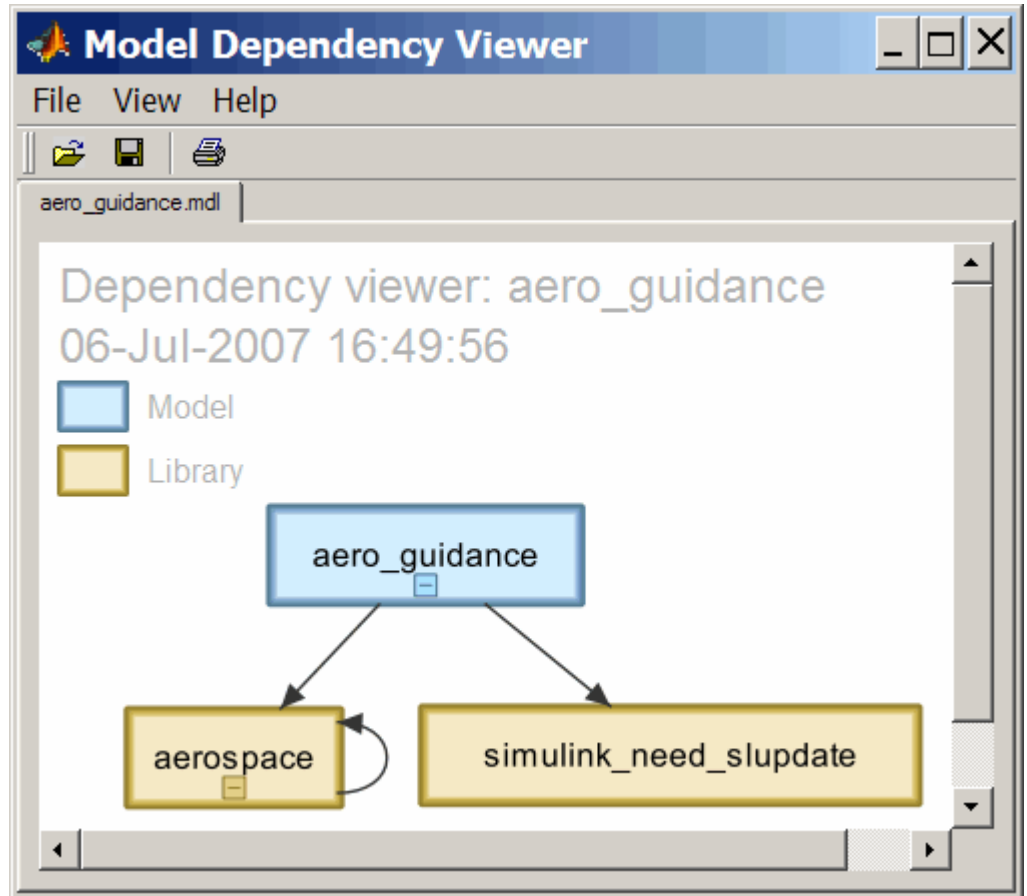 Model Dependency Viewer
File View Help
aero_guidance.mdl
Dependency viewer: aero_guidance
06-Jul-2007 16:49:56
Model
Library
aero_guidance
aerospace
simulink_need_slupdate